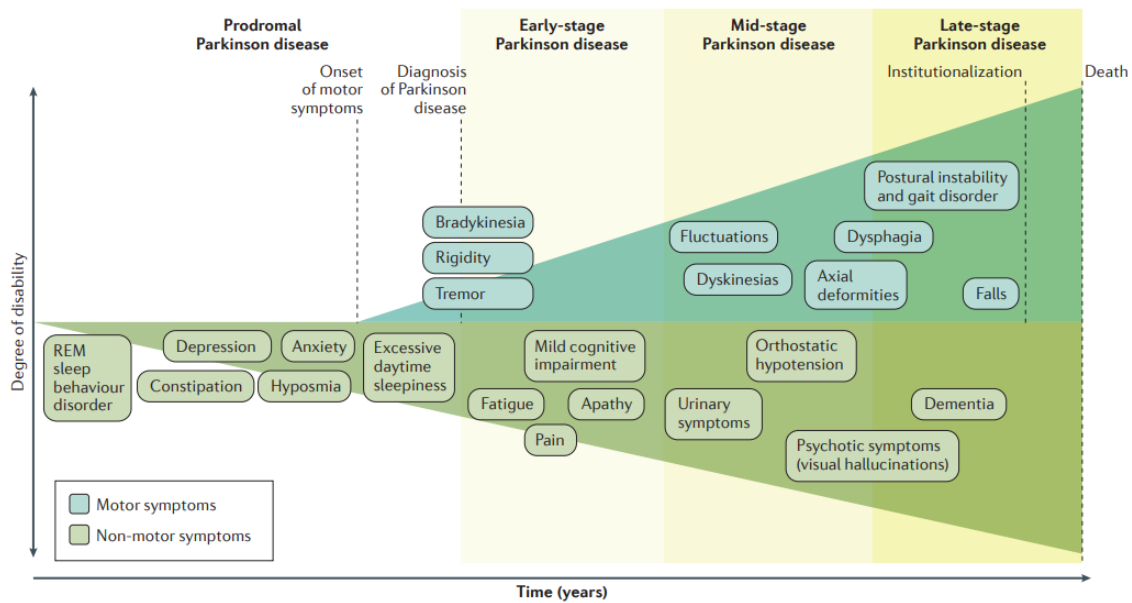 Prodromal
Parkinson disease
Early-stage
Parkinson disease
Mid-stage
Parkinson disease
Late-stage
Parkinson disease
Onset
of motor
symptoms
Diagnosis
of Parkinson
disease
Institutionalization
Death
Degree of disability
Bradykinesia
Rigidity
Tremor
Fluctuations
Dyskinesias
Postural instability
and gait disorder
Dysphagia
Axial
deformities
Falls
REM
sleep
behaviour
disorder
Depression
Constipation
Anxiety
Hyposmia
Excessive
daytime
sleepiness
Mild cognitive
impairment
Fatigue
Apathy
Pain
Orthostatic
hypotension
Urinary
symptoms
Psychotic symptoms
(visual hallucinations)
Dementia
Motor symptoms
Non-motor symptoms
Time (years)